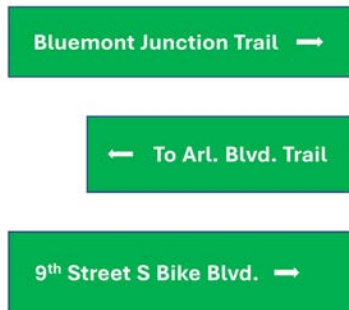 Bluemont Junction Trail →
← To Arl. Blvd. Trail
9th Street S Bike Blvd. →